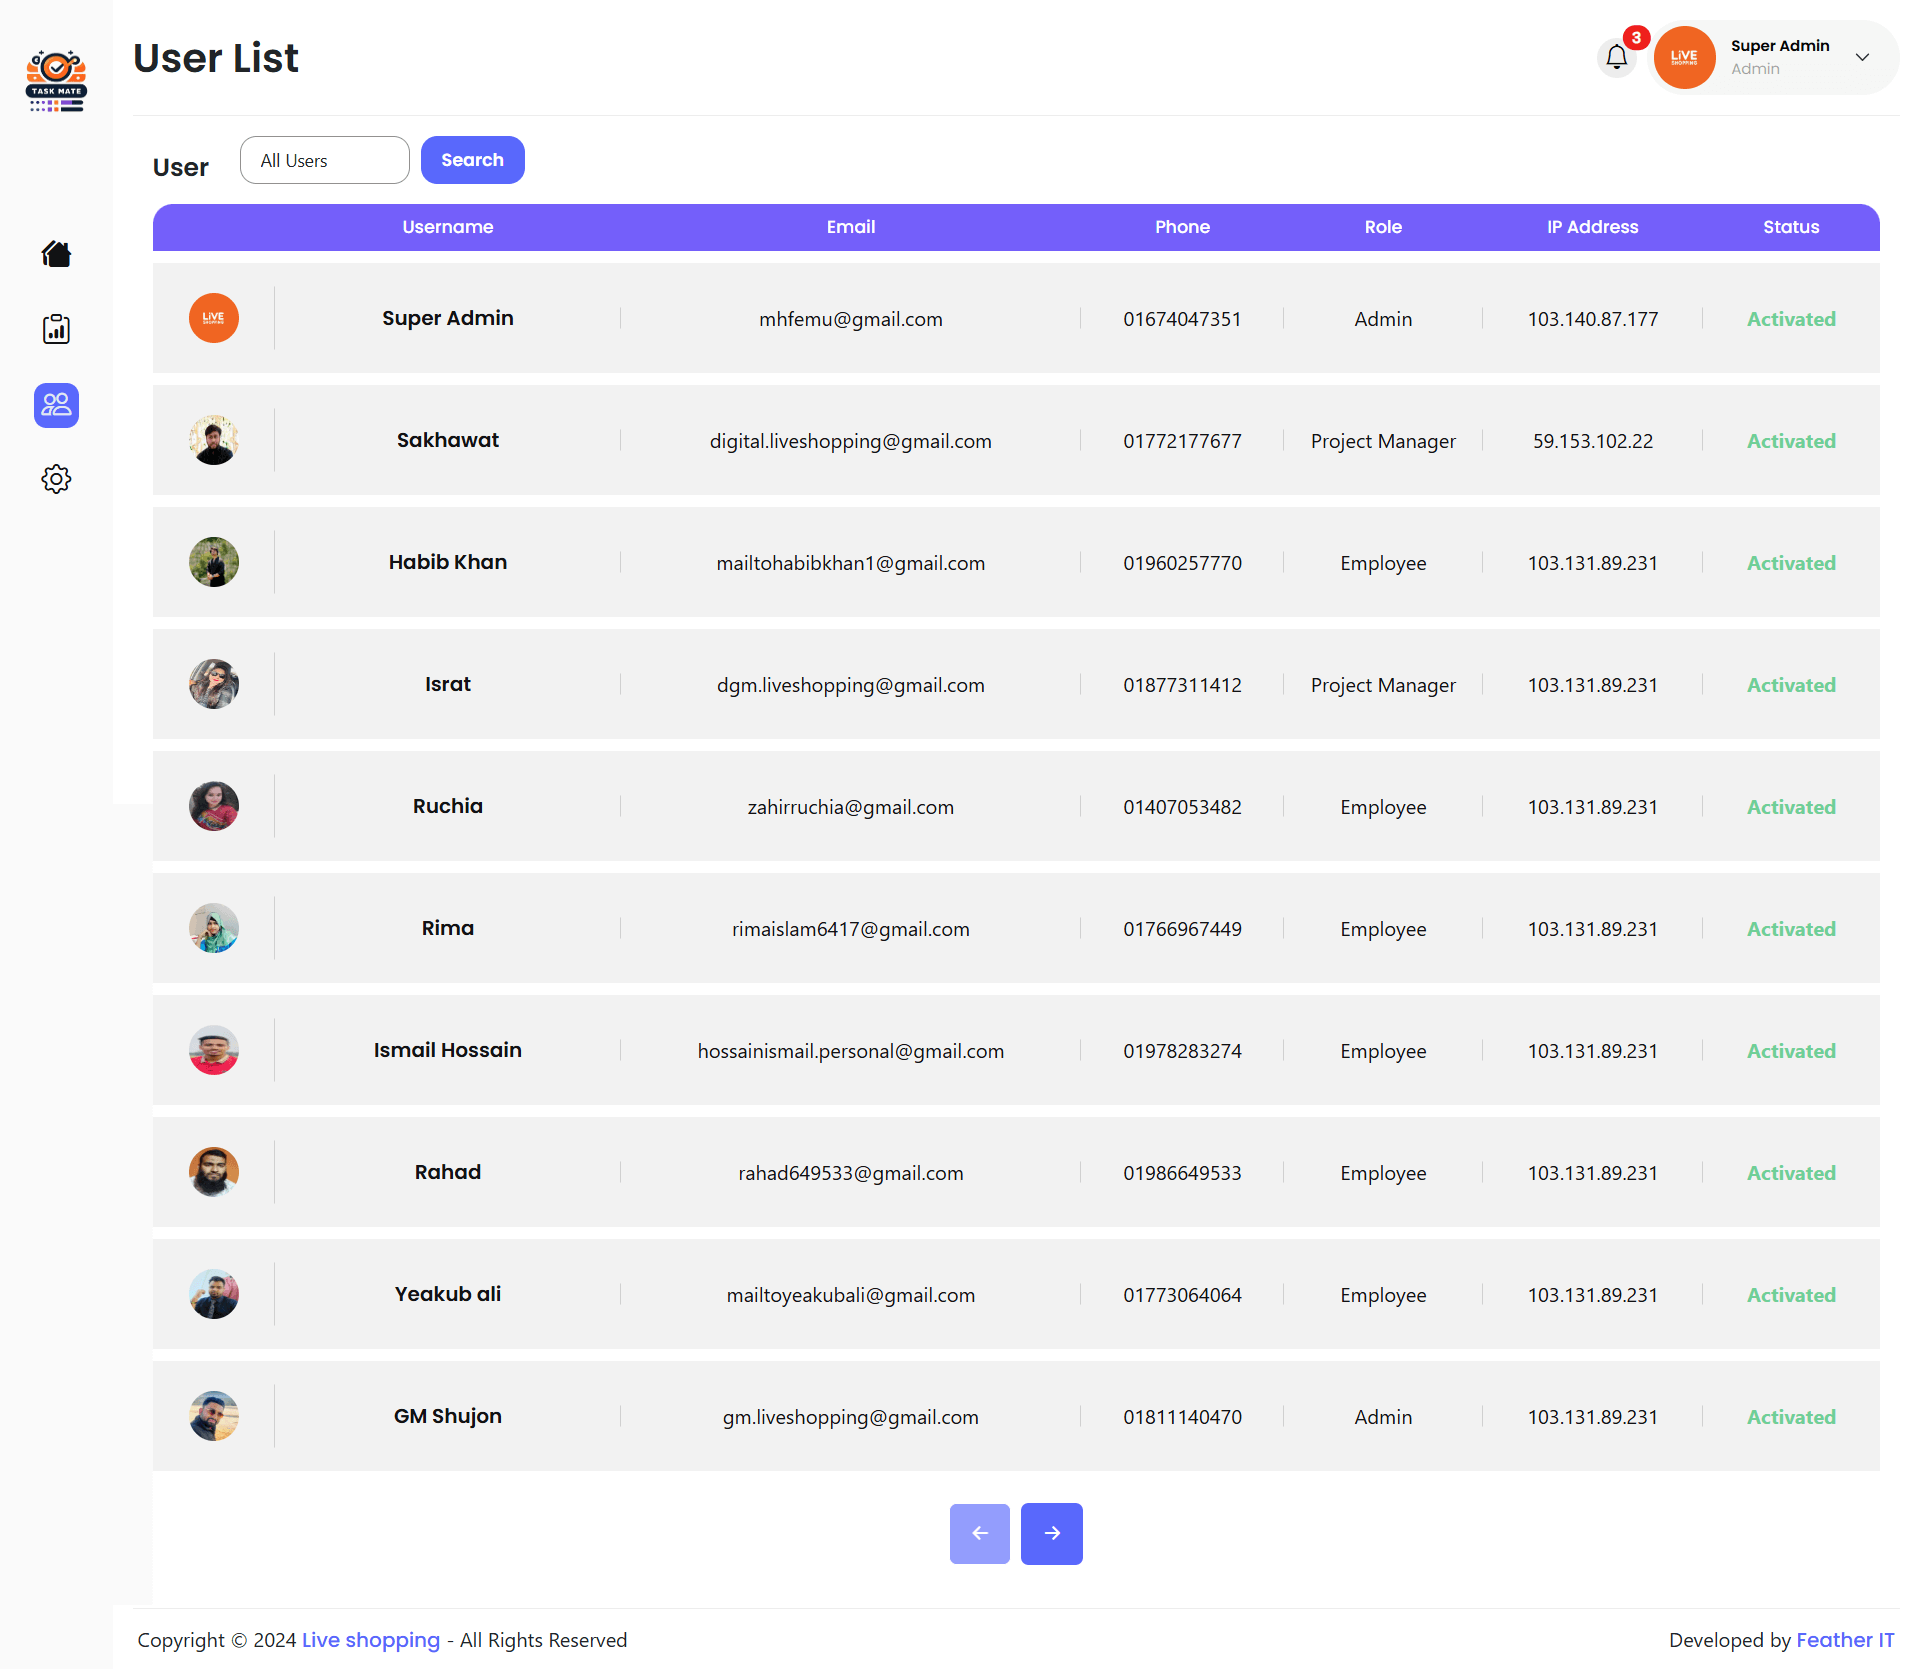 TASK MATE
User List
3
LiVE
SHOPPING
Super Admin
Admin
User
All Users
Search
Username Email Phone Role IP Address Status
LiVE
SHOPPING
Super Admin mhfemu@gmail.com 01674047351 Admin 103.140.87.177 Activated
Sakhawat digital.liveshopping@gmail.com 01772177677 Project Manager 59.153.102.22 Activated
Habib Khan mailtohabibkhan1@gmail.com 01960257770 Employee 103.131.89.231 Activated
Israt dgm.liveshopping@gmail.com 01877311412 Project Manager 103.131.89.231 Activated
Ruchia zahirruchia@gmail.com 01407053482 Employee 103.131.89.231 Activated
Rima rimaislam6417@gmail.com 01766967449 Employee 103.131.89.231 Activated
Ismail Hossain hossainismail.personal@gmail.com 01978283274 Employee 103.131.89.231 Activated
Rahad rahad649533@gmail.com 01986649533 Employee 103.131.89.231 Activated
Yeakub ali mailtoyeakubali@gmail.com 01773064064 Employee 103.131.89.231 Activated
GM Shujon gm.liveshopping@gmail.com 01811140470 Admin 103.131.89.231 Activated
Copyright © 2024 Live shopping - All Rights Reserved
Developed by Feather IT